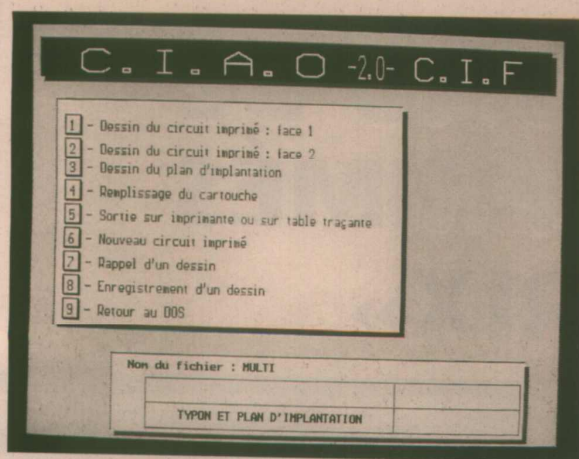 C.I.A.O -2.0- C.I.F
1 - Dessin du circuit imprimé : face 1
2 - Dessin du circuit imprimé : face 2
3 - Dessin du plan d'implantation
4 - Remplissage du cartouche
5 - Sortie sur imprimante ou sur table traçante
6 - Nouveau circuit imprimé
7 - Rappel d'un dessin
8 - Enregistrement d'un dessin
9 - Retour au DOS
Nom du fichier : MULTI
TYPON ET PLAN D'IMPLANTATION